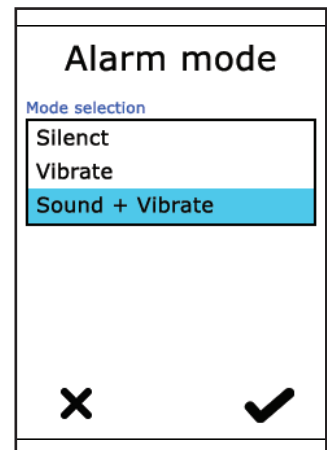 Alarm mode
Mode selection
Silenct
Vibrate
Sound + Vibrate